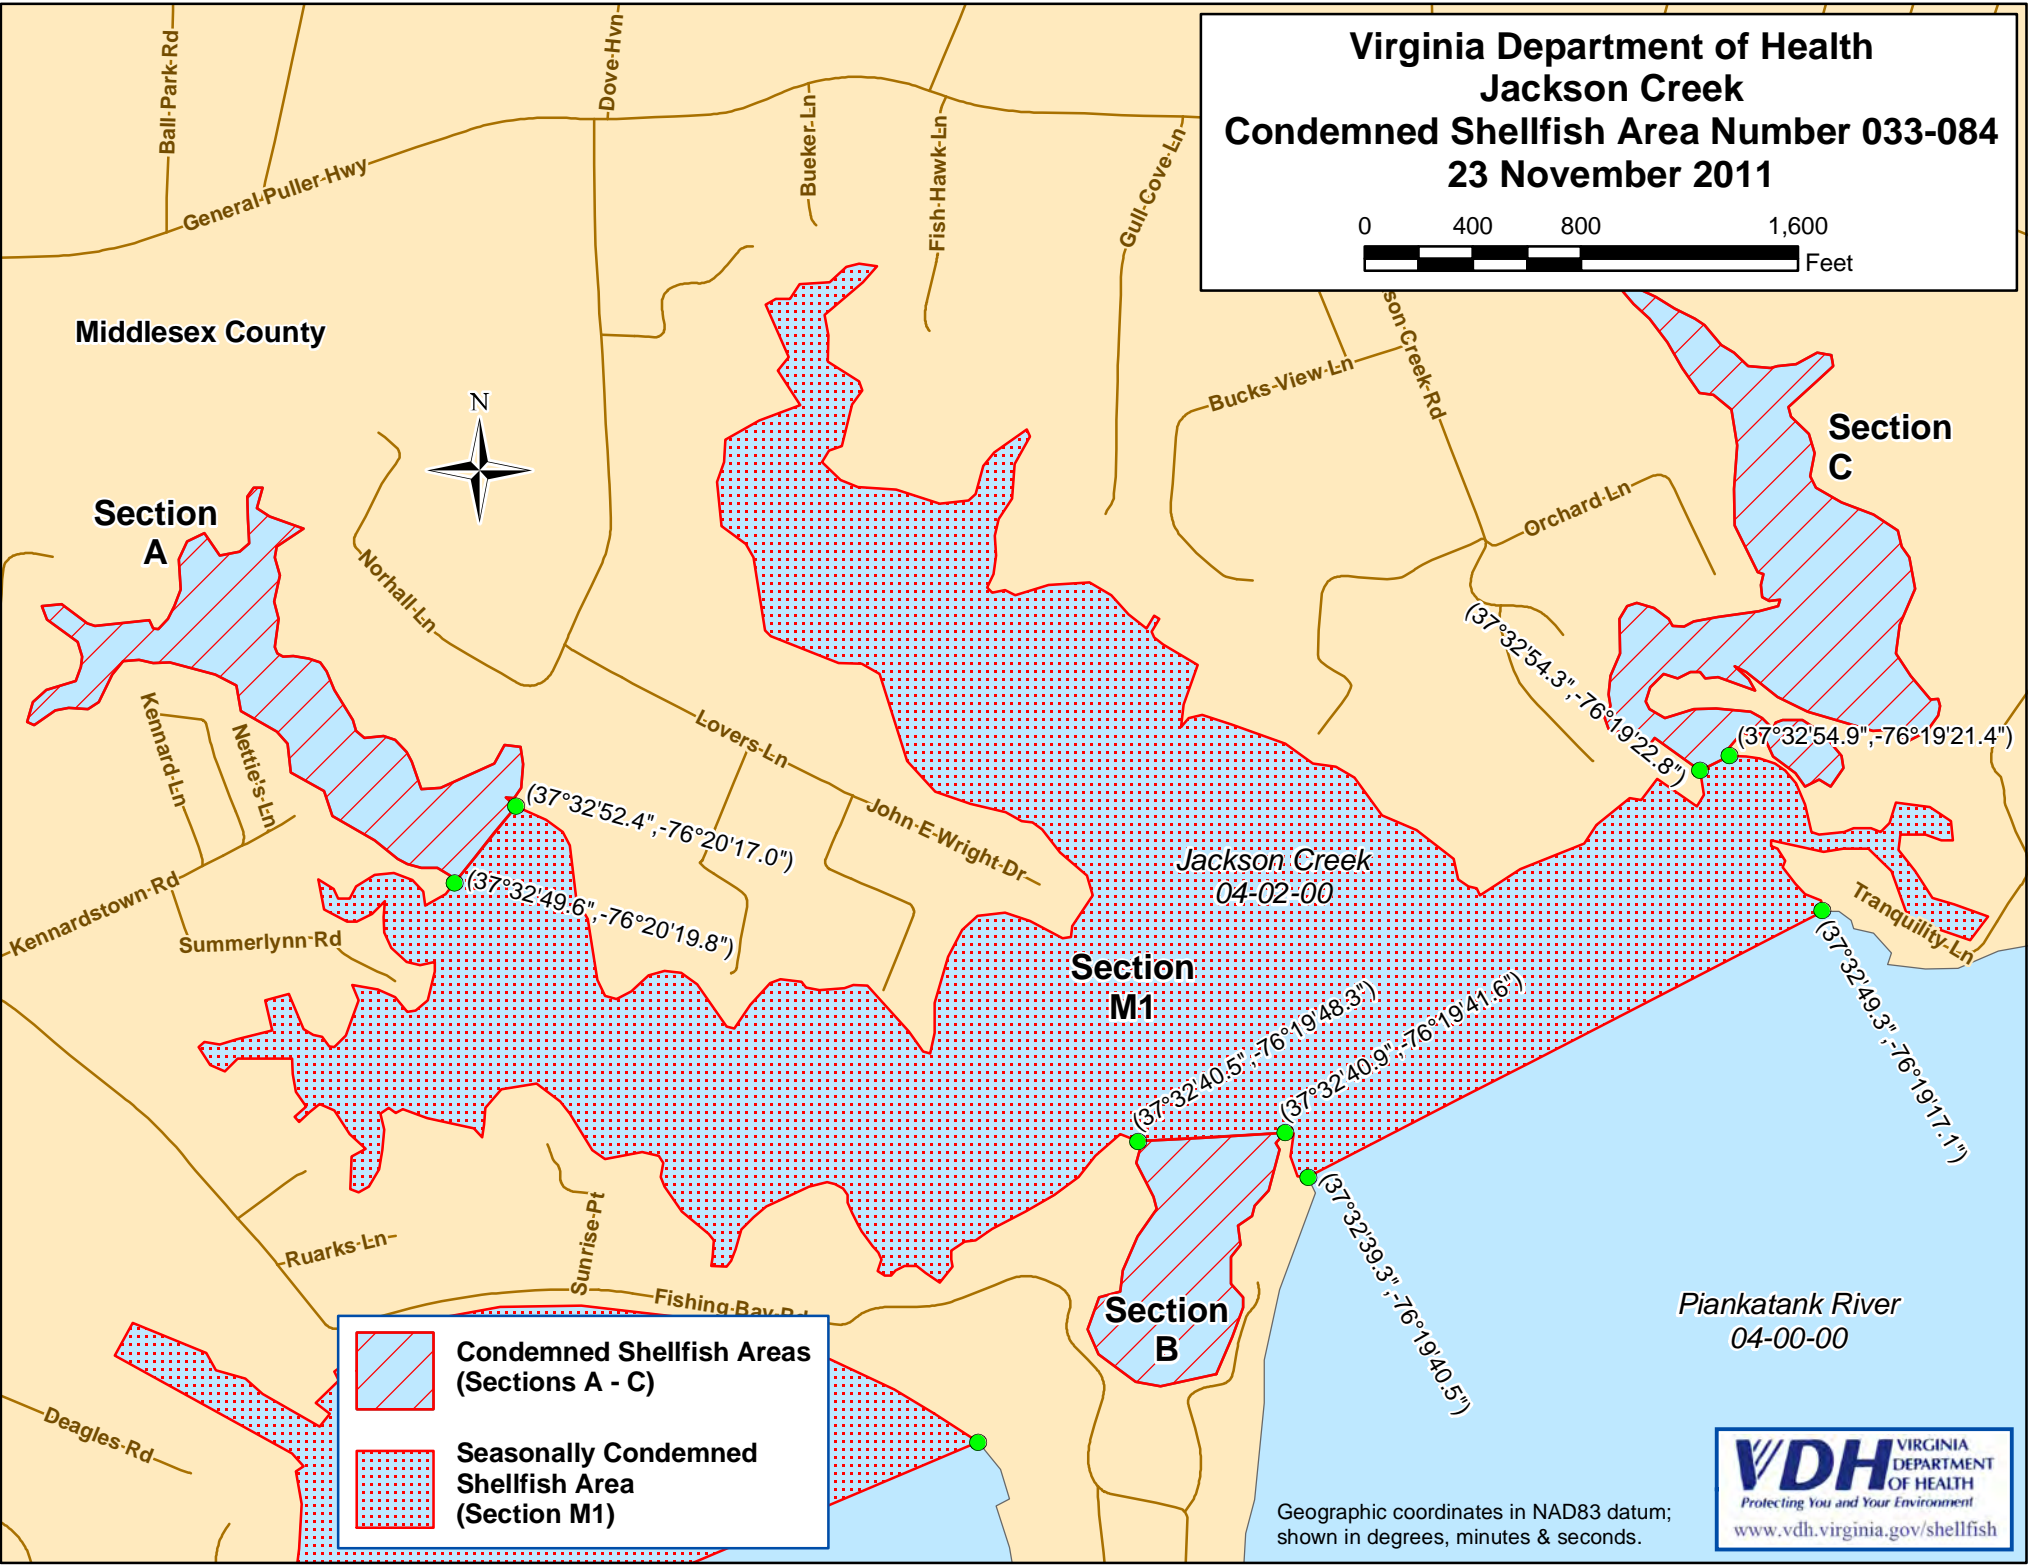 Virginia Department of Health
Jackson Creek
Condemned Shellfish Area Number 033-084
23 November 2011
0 400 800 1,600
Feet
Ball Park Rd
Dove Hvn
General Puller Hwy
Bueker Ln
Fish Hawk Ln
Gull Cove Ln
Middlesex County
N
son Creek Rd
Bucks View Ln
Orchard Ln
Section
C
Section
A
Norhall Ln
Kennard Ln
Nettie's Ln
Lovers Ln
John E Wright Dr
(37°32'54.3",-76°19'22.8")
(37°32'54.9",-76°19'21.4")
(37°32'52.4",-76°20'17.0")
(37°32'49.6",-76°20'19.8")
Kennardstown Rd
Summerlynn Rd
Jackson Creek
04-02-00
Tranquility Ln
Section
M1
(37°32'40.5",-76°19'48.3")
(37°32'40.9",-76°19'41.6")
(37°32'49.3",-76°19'17.1")
(37°32'39.3",-76°19'40.5")
Ruarks Ln
Sunrise Pt
Fishing Bay Rd
Section
B
Piankatank River
04-00-00
Deagles Rd
Condemned Shellfish Areas
(Sections A - C)
Seasonally Condemned
Shellfish Area
(Section M1)
Geographic coordinates in NAD83 datum;
shown in degrees, minutes & seconds.
VDH VIRGINIA
DEPARTMENT
OF HEALTH
Protecting You and Your Environment
www.vdh.virginia.gov/shellfish